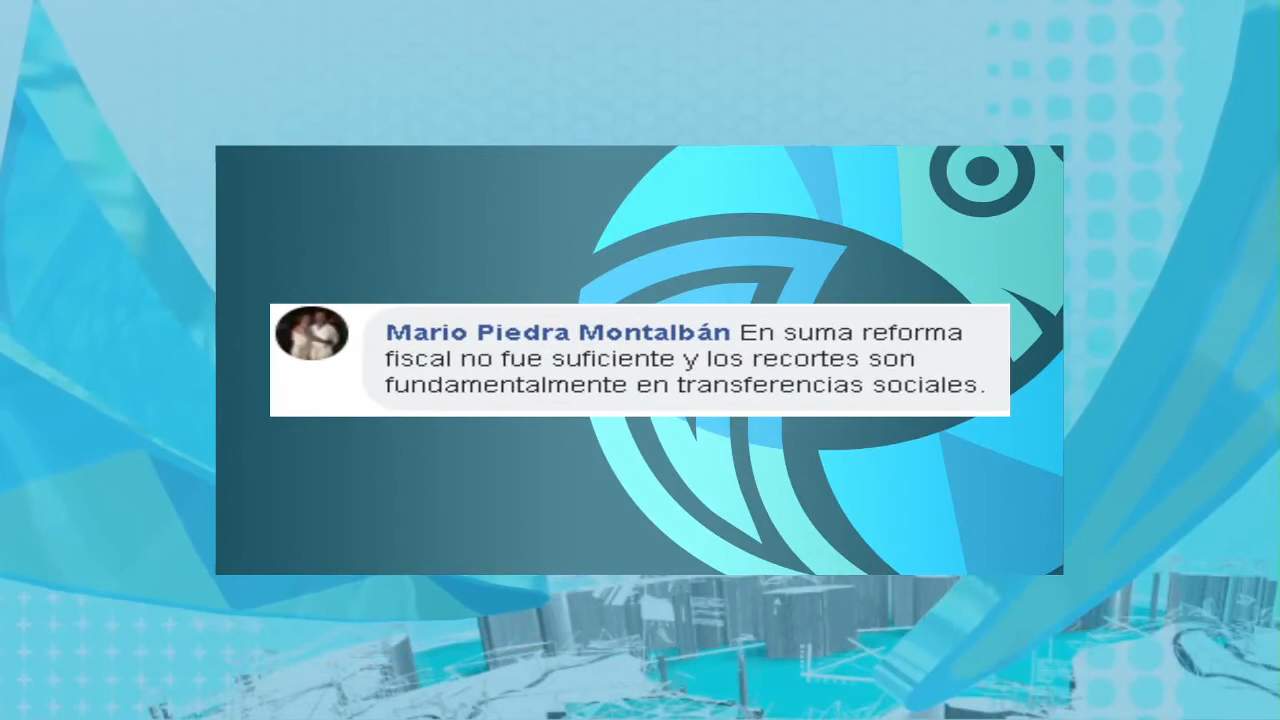 Mario Piedra Montalbán En suma reforma
fiscal no fue suficiente y los recortes son
fundamentalmente en transferencias sociales.